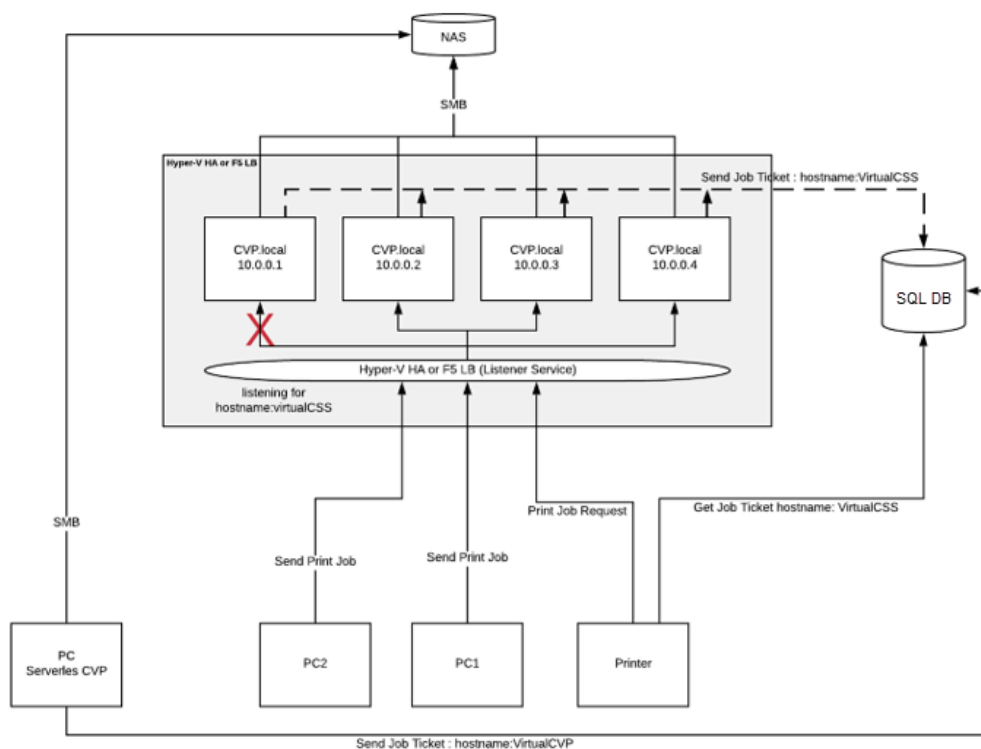 NAS
SMB
Hyper-V HA or F5 LB
Send Job Ticket : hostname:VirtualCSS
CVP.local
10.0.0.1
CVP.local
10.0.0.2
CVP.local
10.0.0.3
CVP.local
10.0.0.4
SQL DB
X
Hyper-V HA or F5 LB (Listener Service)
listening for
hostname:virtualCSS
Print Job Request
Get Job Ticket hostname: VirtualCSS
SMB
Send Print Job
Send Print Job
PC
Serverles CVP
PC2
PC1
Printer
Send Job Ticket : hostname:VirtualCVP